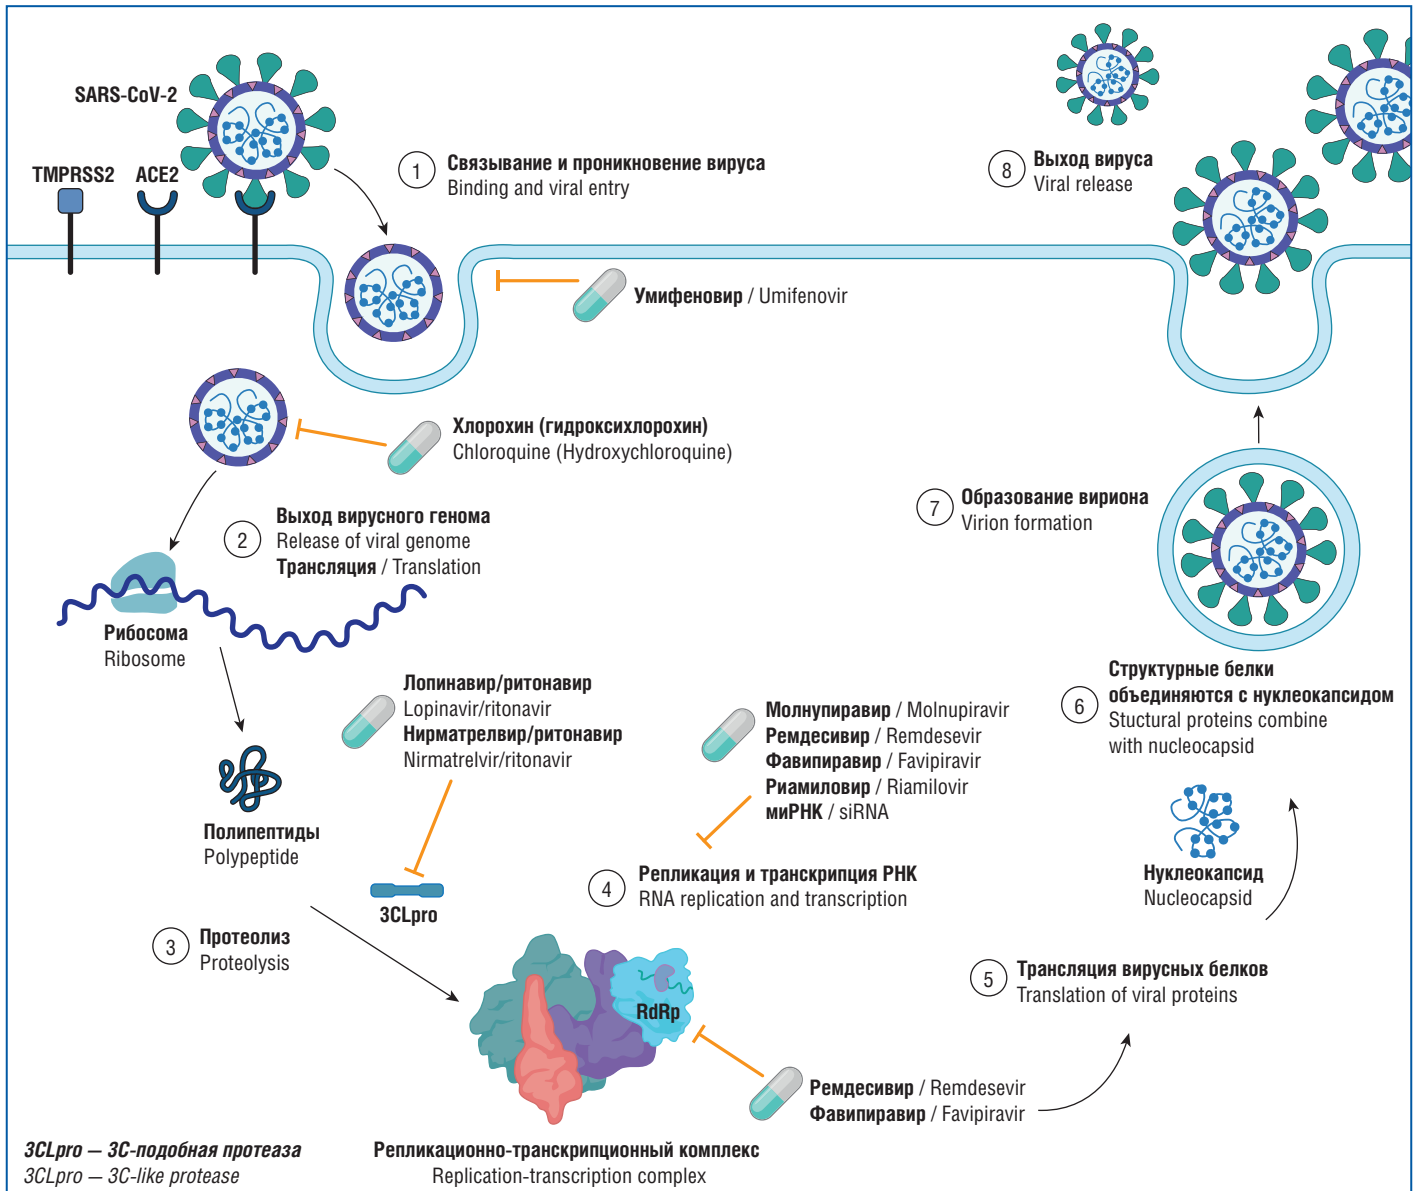 SARS-CoV-2
TMPRSS2
ACE2
1
Связывание и проникновение вируса
Binding and viral entry
8
Выход вируса
Viral release
Умифеновир / Umifenovir
Хлорохин (гидроксихлорохин)
Chloroquine (Hydroxychloroquine)
2
Выход вирусного генома
Release of viral genome
Трансляция / Translation
7
Образование вириона
Virion formation
Рибосома
Ribosome
Лопинавир/ритонавир
Lopinavir/ritonavir
Нирматрелвир/ритонавир
Nirmatrelvir/ritonavir
Молнупиравир / Molnupiravir
Ремдесивир / Remdesevir
Фавипиравир / Favipiravir
Риамиловир / Riamilovir
миРНК / siRNA
6
Структурные белки
объединяются с нуклеокапсидом
Stuctural proteins combine
with nucleocapsid
Полипептиды
Polypeptide
3CLpro
4
Репликация и транскрипция РНК
RNA replication and transcription
Нуклеокапсид
Nucleocapsid
3
Протеолиз
Proteolysis
5
Трансляция вирусных белков
Translation of viral proteins
RdRp
Ремдесивир / Remdesevir
Фавипиравир / Favipiravir
3CLpro — 3C-подобная протеаза
3CLpro — 3C-like protease
Репликационно-транскрипционный комплекс
Replication-transcription complex